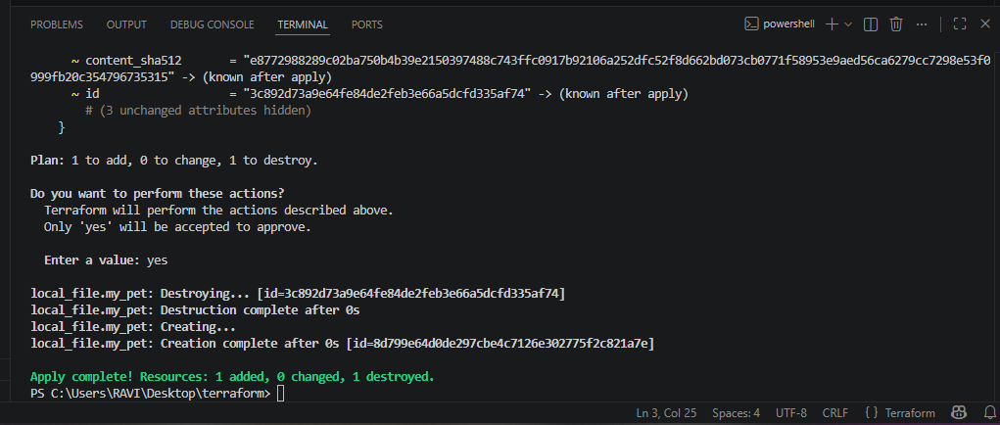 PROBLEMS OUTPUT DEBUG CONSOLE TERMINAL PORTS powershell
~ content_sha512 = "e8772988289c02ba750b4b39e2150397488c743ffc0917b92106a252dfc52f8d662bd073cb0771f58953e9aed56ca6279cc7298e53f0
999fb20c354796735315" -> (known after apply)
~ id = "3c892d73a9e64fe84de2feb3e66a5dcfd335af74" -> (known after apply)
# (3 unchanged attributes hidden)
}
Plan: 1 to add, 0 to change, 1 to destroy.
Do you want to perform these actions?
Terraform will perform the actions described above.
Only 'yes' will be accepted to approve.
Enter a value: yes
local_file.my_pet: Destroying... [id=3c892d73a9e64fe84de2feb3e66a5dcfd335af74]
local_file.my_pet: Destruction complete after 0s
local_file.my_pet: Creating...
local_file.my_pet: Creation complete after 0s [id=8d799e64d0de297cbe4c7126e302775f2c821a7e]
Apply complete! Resources: 1 added, 0 changed, 1 destroyed.
PS C:\Users\RAVI\Desktop\terraform>
Ln 3, Col 25 Spaces: 4 UTF-8 CRLF { } Terraform